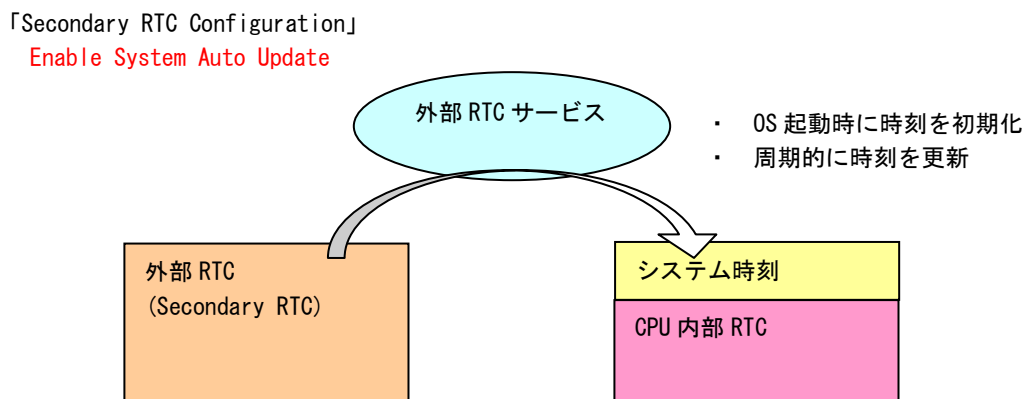 「Secondary RTC Configuration」
Enable System Auto Update
外部 RTC サービス
・ OS 起動時に時刻を初期化
・ 周期的に時刻を更新
外部 RTC
(Secondary RTC)
システム時刻
CPU 内部 RTC